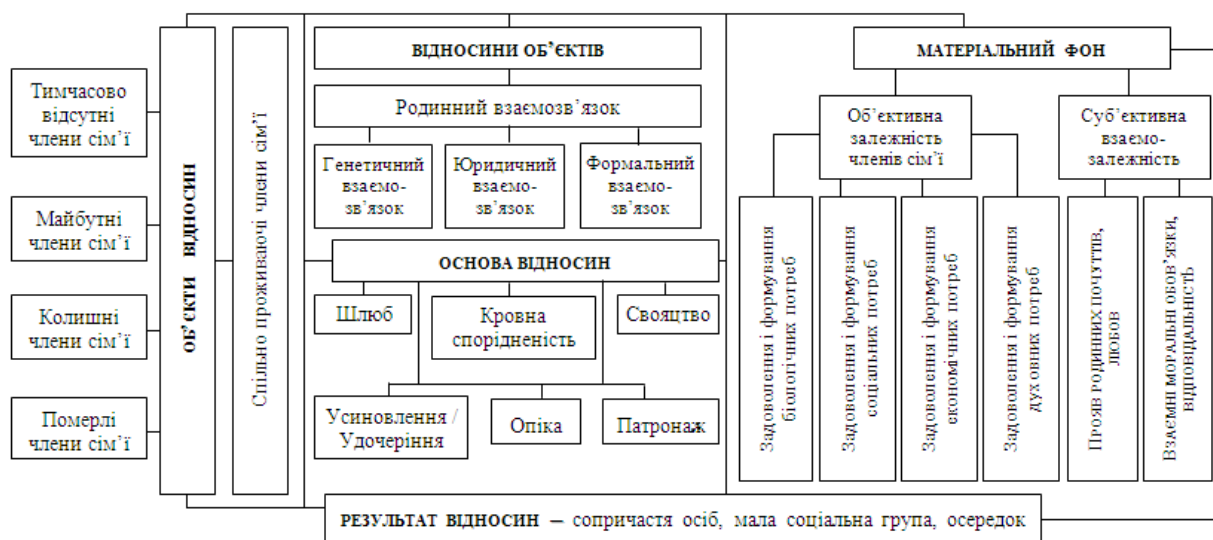 Тимчасово
відсутні
члени сім’ї
Майбутні
члени сім’ї
Колишні
члени сім’ї
Померлі
члени сім’ї
ОБ’ЄКТИ ВІДНОСИН
Спільно проживаючі члени сім’ї
ВІДНОСИНИ ОБ’ЄКТІВ
Родинний взаємозв’язок
Генетичний
взаємо-
зв’язок
Юридичний
взаємо-
зв’язок
Формальний
взаємо-
зв’язок
ОСНОВА ВІДНОСИН
Шлюб
Кровна
спорідненість
Свояцтво
Усиновлення /
Удочеріння
Опіка
Патронаж
МАТЕРІАЛЬНИЙ ФОН
Об’єктивна
залежність
членів сім’ї
Суб’єктивна
взаємо-
залежність
Задоволення і формування
біологічних потреб
Задоволення і формування
соціальних потреб
Задоволення і формування
економічних потреб
Задоволення і формування
духовних потреб
Прояв родинних почуттів,
любов
Взаємні моральні обов’язки,
відповідальність
РЕЗУЛЬТАТ ВІДНОСИН – сопричастя осіб, мала соціальна група, осередок